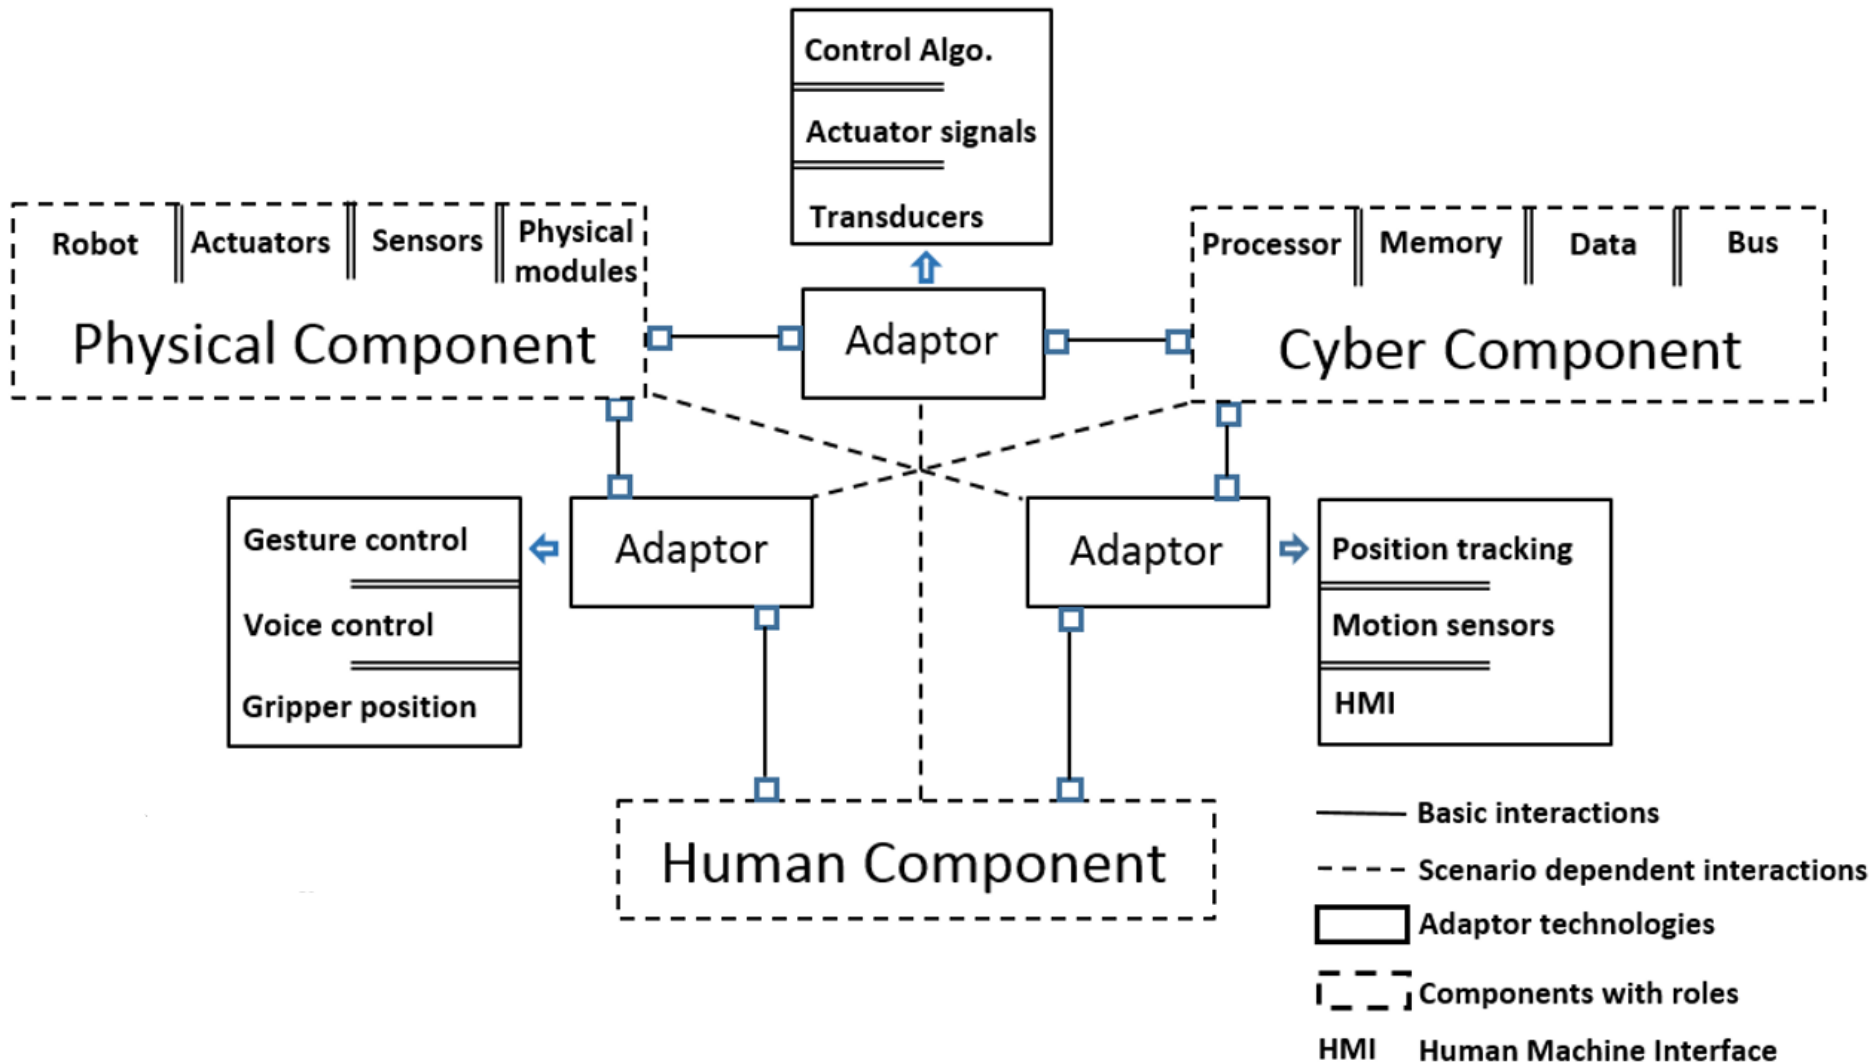 Control Algo.
Actuator signals
Transducers
Robot
Actuators
Sensors
Physical
modules
Physical Component
Adaptor
Processor
Memory
Data
Bus
Cyber Component
Gesture control
Voice control
Gripper position
Adaptor
Adaptor
Position tracking
Motion sensors
HMI
Human Component
Basic interactions
Scenario dependent interactions
Adaptor technologies
Components with roles
HMI Human Machine Interface